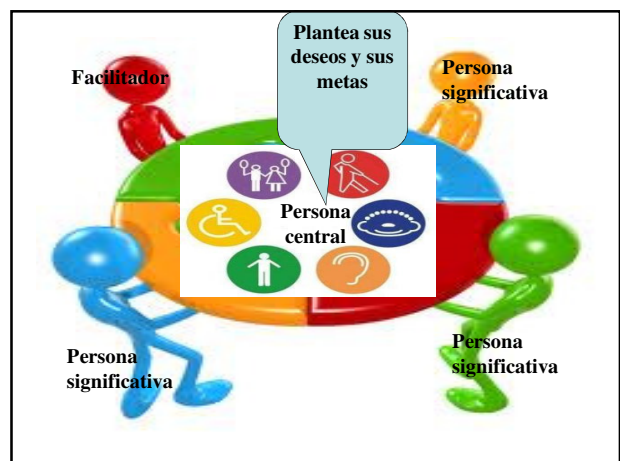 Plantea sus
deseos y sus
metas
Facilitador
Persona
significativa
Persona
central
Persona
significativa
Persona
significativa